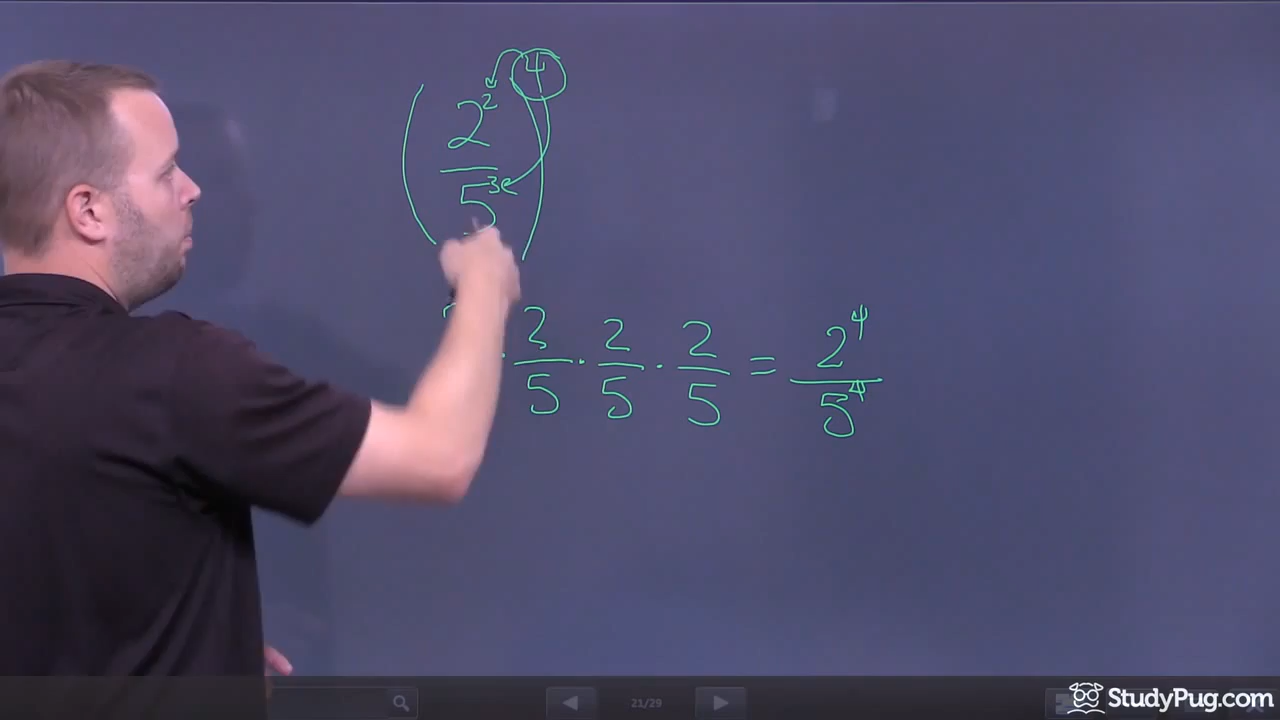 (2²/5³)⁴
· 2/5 · 2/5 · 2/5 = 2⁴/5⁴
21/29
StudyPug.com